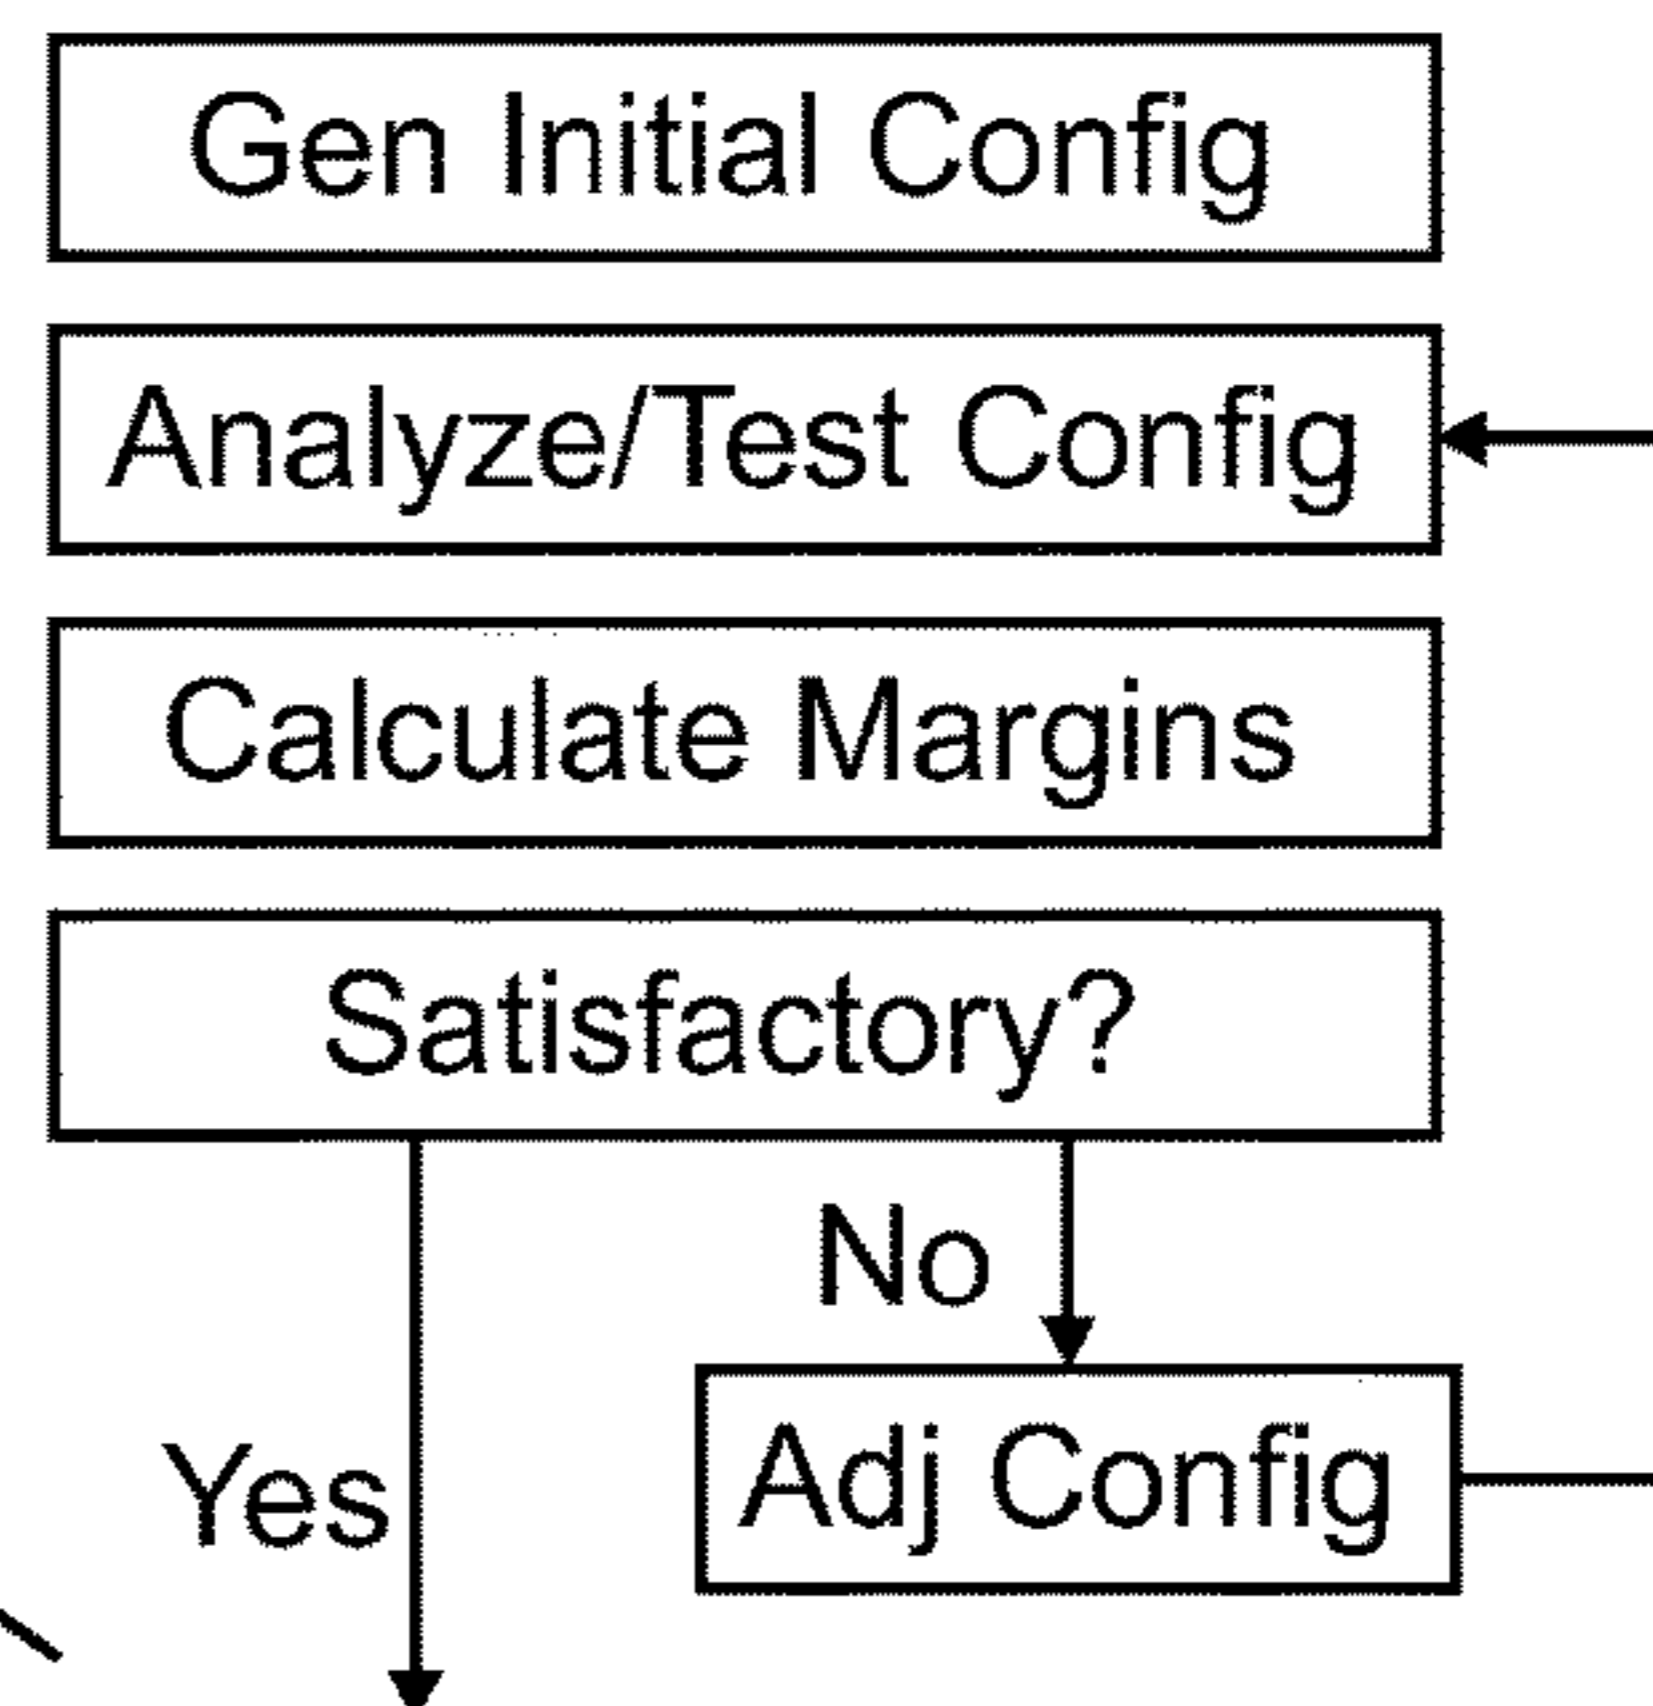 Gen Initial Config
Analyze/Test Config
Calculate Margins
Satisfactory?
No
Yes
Adj Config